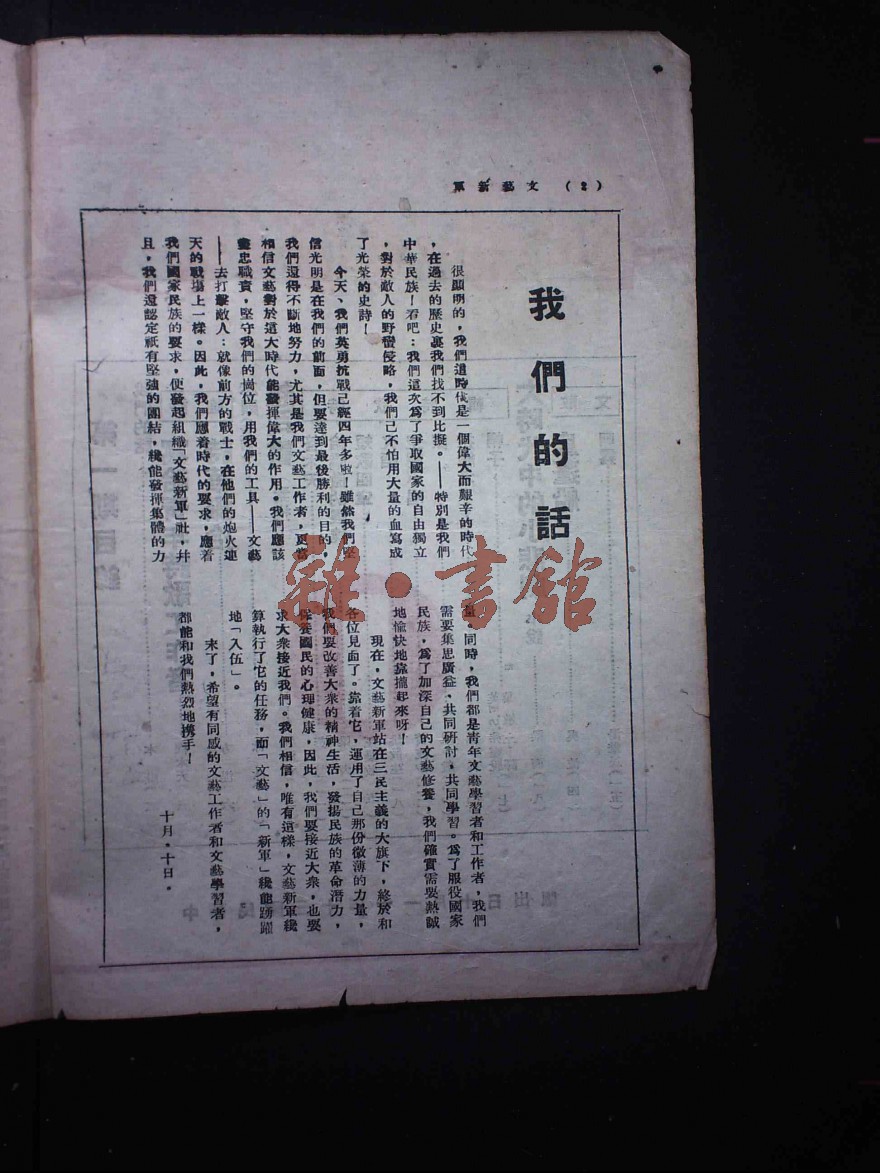 （2）　文藝新軍
我們的話
很顯明的，我們這時代是一個偉大而艱辛的時代
，在過去的歷史裏我們找不到比擬。——特別是我們
中華民族！看吧：我們這次爲了爭取國家的自由獨立
，對於敵人的野蠻侵略，我們已不怕用大量的血寫成
了光榮的史詩！
今天、我們英勇抗戰已經四年多啦！雖然我們堅
信光明是在我們的前面，但要達到最後勝利的目的，
我們還得不斷地努力，尤其是我們文藝工作者，更當
相信文藝對於這大時代能發揮偉大的作用。我們應該
盡忠職責，堅守我們的崗位，用我們的工具——文藝
——去打擊敵人：就像前方的戰士，在他們的炮火連
天的戰場上一樣。因此，我們應着時代的要求，應着
我們國家民族的要求，便發起組織「文藝新軍」社，幷
且，我們還認定祇有堅強的團結，纔能發揮集體的力
量。同時，我們都是靑年文藝學習者和工作者，我們
需要集思廣益，共同硏討，共同學習。爲了服役國家
民族，爲了加深自己的文藝修養，我們確實需要熱誠
地愉快地靠攏起來呀！
現在，文藝新軍站在三民主義的大旗下，終於和
各位見面了。靠着它，運用了自己那份微薄的力量，
我們要改善大衆的精神生活，發揚民族的革命潛力，
保養國民的心理健康，因此，我們要接近大衆，也要
求大衆接近我們。我們相信，唯有這樣，文藝新軍纔
算執行了它的任務，而「文藝」的「新軍」纔能踴躍
地「入伍」。
末了，希望有同感的文藝工作者和文藝學習者，
都能和我們熱烈地携手！
十月。十日。
雜·書館